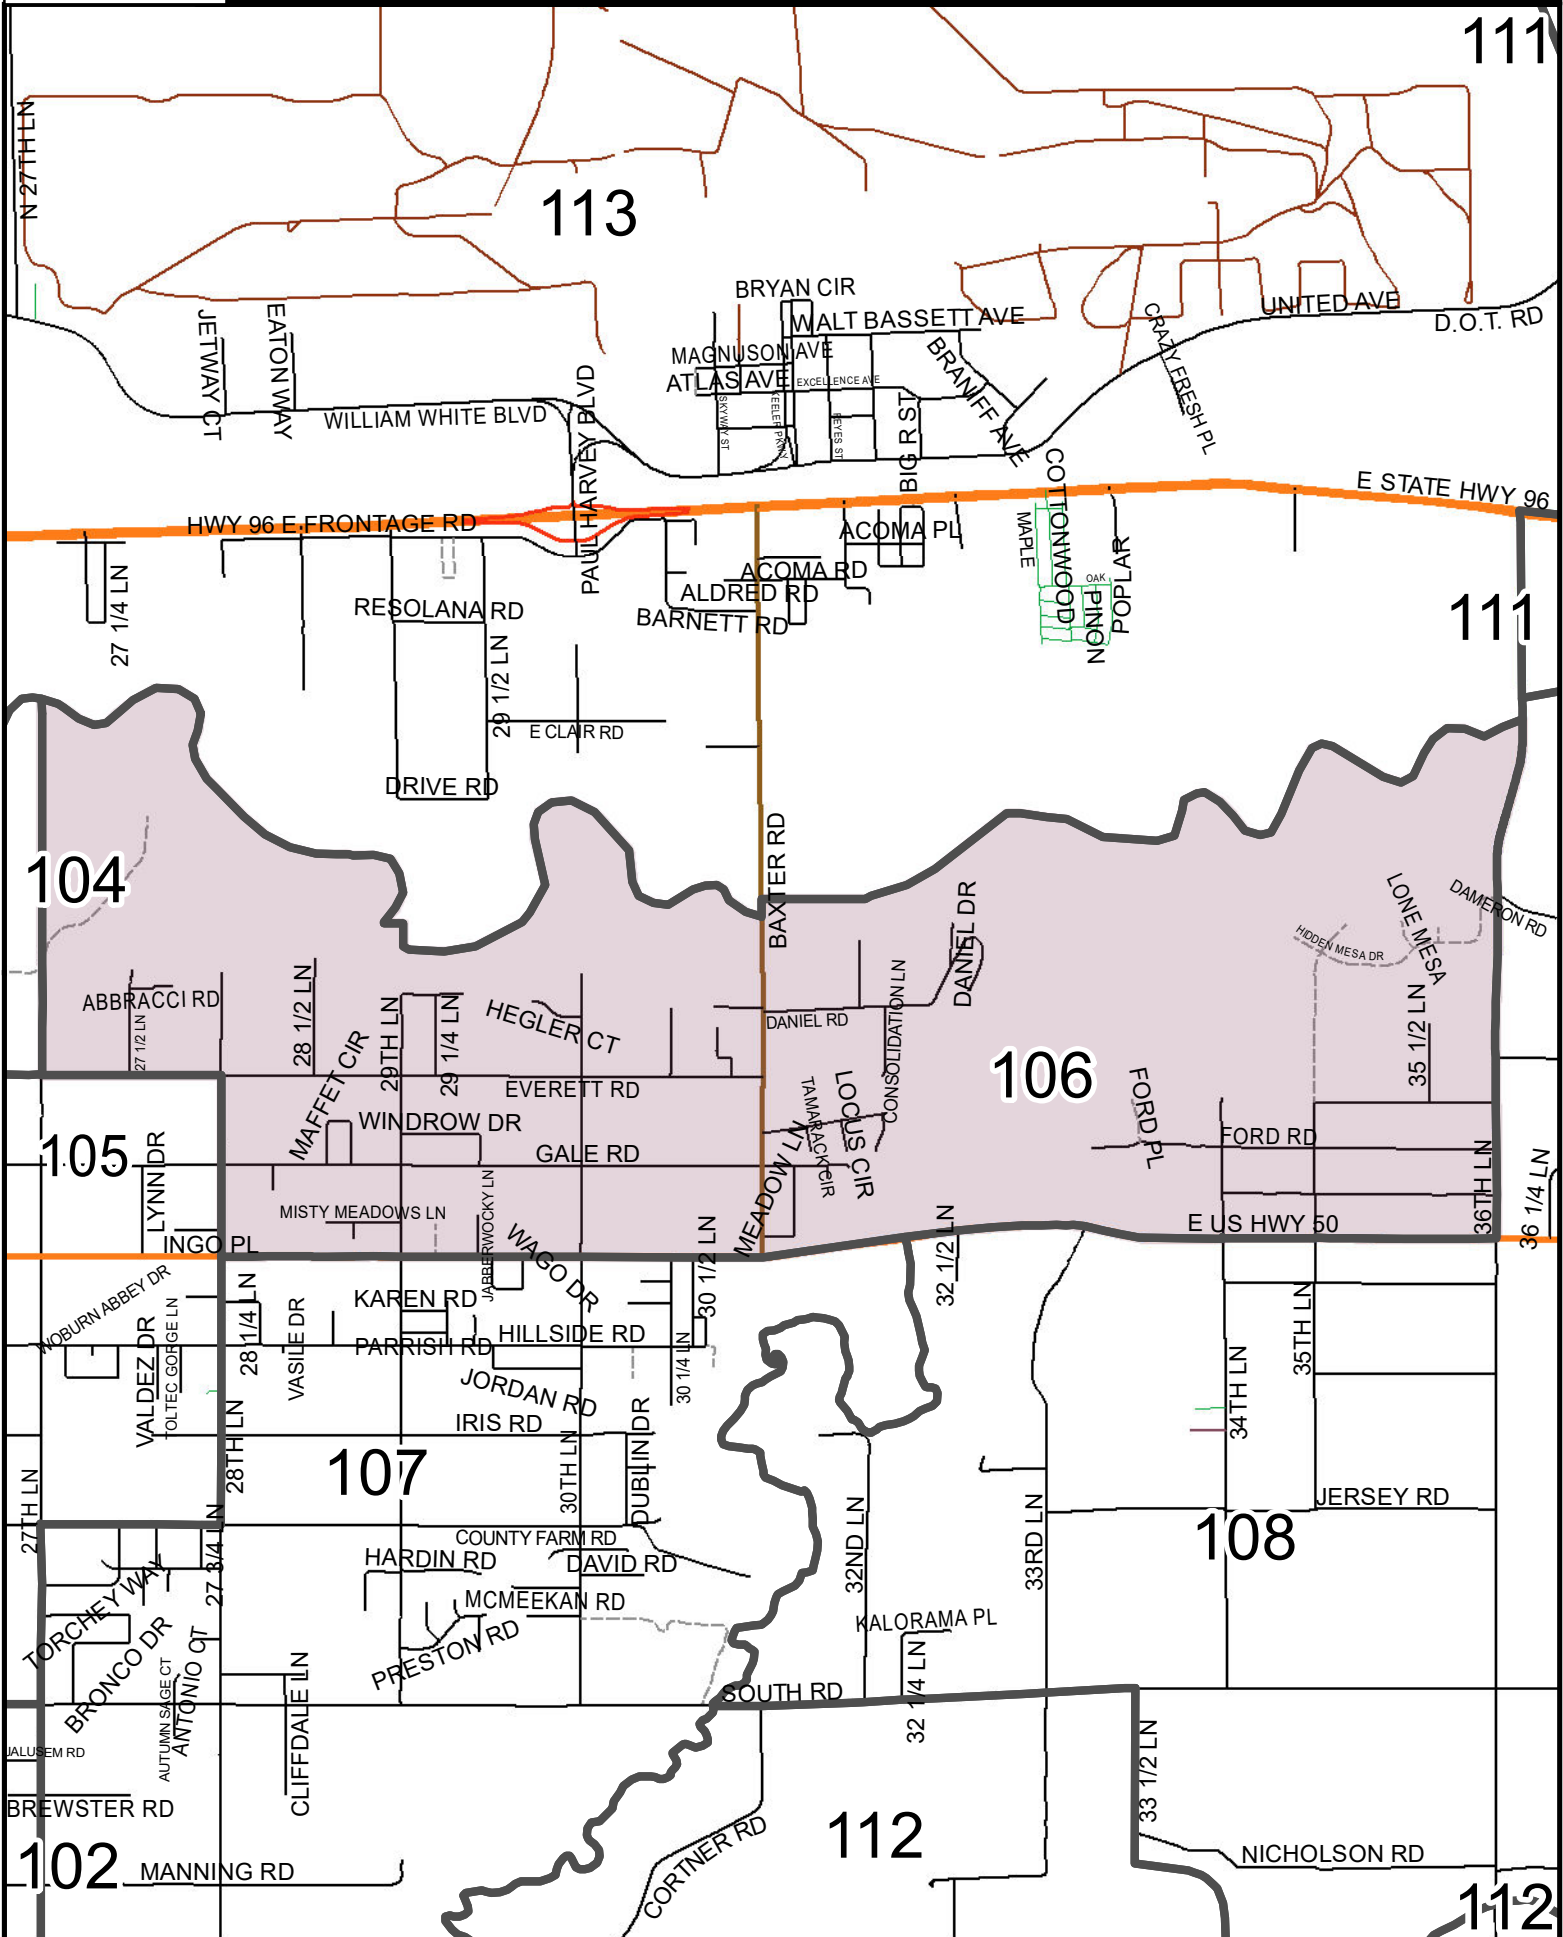 111
N 27TH LN
113
BRYAN CIR
WALT BASSETT AVE
UNITED AVE
D.O.T. RD
JETWAY CT
EATON WAY
CRAZY FRESH PL
MAGNUSON AVE
BRANIFF AVE
ATLAS AVE
EXCELLENCE AVE
WILLIAM WHITE BLVD
PAUL HARVEY BLVD
SKYWAY ST
KEELER PKWY
REYES ST
BIG R ST
E STATE HWY 96
HWY 96 E FRONTAGE RD
ACOMA PL
MAPLE
COTTONWOOD
POPLAR
OAK
PINON
27 1/4 LN
ACOMA RD
ALDRED RD
BARNETT RD
RESOLANA RD
111
29 1/2 LN
E CLAIR RD
DRIVE RD
BAXTER RD
104
DANIEL DR
LONE MESA
DAMERON RD
HIDDEN MESA DR
ABBRACCI RD
27 1/2 LN
28 1/2 LN
MAFFET CIR
29TH LN
29 1/4 LN
HEGLER CT
DANIEL RD
CONSOLIDATION LN
106
35 1/2 LN
EVERETT RD
TAMARACK CIR
LOCUS CIR
FORD PL
WINDROW DR
FORD RD
105
LYNN DR
GALE RD
MEADOW LN
36TH LN
36 1/4 LN
MISTY MEADOWS LN
JABBERWOCKY LN
E US HWY 50
INGO PL
WAGO DR
30 1/2 LN
32 1/2 LN
WOBURN ABBEY DR
28 1/4 LN
VASILE DR
KAREN RD
HILLSIDE RD
PARRISH RD
VALDEZ DR
TOLTEC GORGE LN
30 1/4 LN
35TH LN
34TH LN
JORDAN RD
IRIS RD
28TH LN
107
30TH LN
DUBLIN DR
27TH LN
JERSEY RD
32ND LN
33RD LN
108
27 3/4 LN
COUNTY FARM RD
HARDIN RD
DAVID RD
TORCHEY WAY
MCMEEKAN RD
KALORAMA PL
PRESTON RD
BRONCO DR
AUTUMN SAGE CT
ANTONIO CT
CLIFFDALE LN
SOUTH RD
32 1/4 LN
33 1/2 LN
JALUSEM RD
BREWSTER RD
102
MANNING RD
CORTNER RD
112
NICHOLSON RD
112